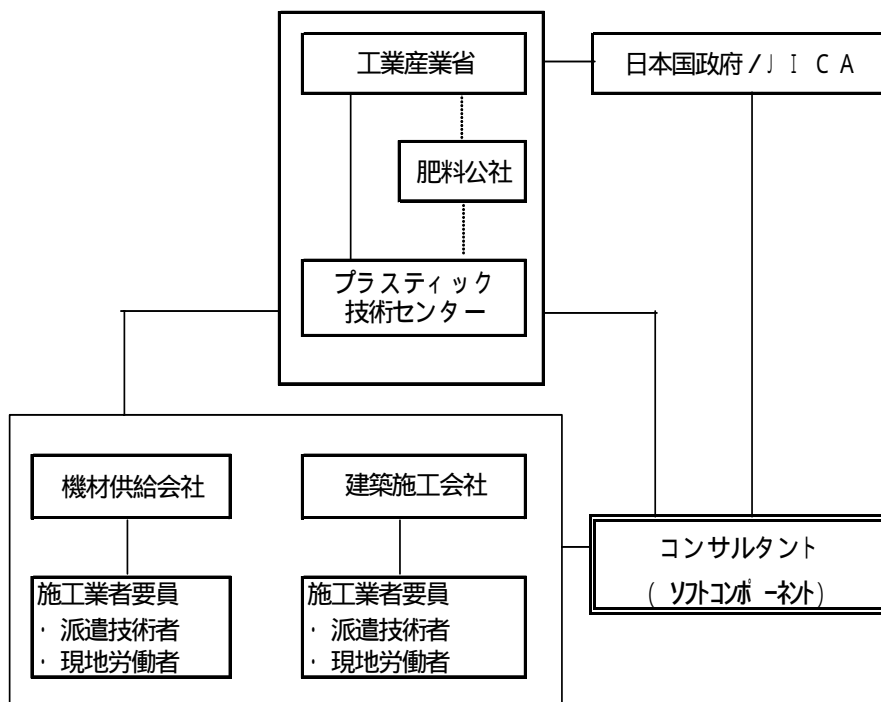 工業産業省
日本国政府/JICA
肥料公社
プラスティック
技術センター
機材供給会社
建築施工会社
コンサルタント
(ソフトコンポーネント)
施工業者要員
・派遣技術者
・現地労働者
施工業者要員
・派遣技術者
・現地労働者